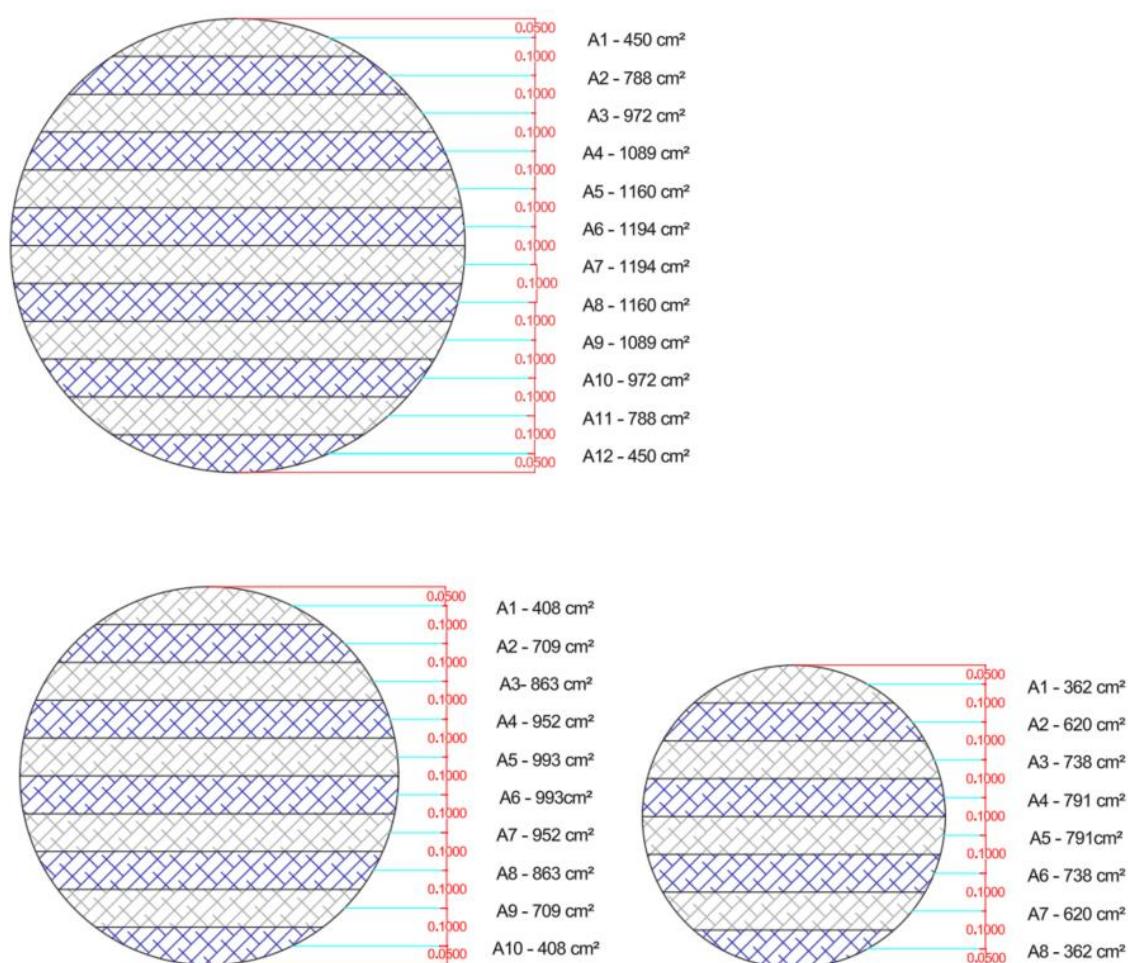 0.0500
A1 - 450 cm²
0.1000
A2 - 788 cm²
0.1000
A3 - 972 cm²
0.1000
A4 - 1089 cm²
0.1000
A5 - 1160 cm²
0.1000
A6 - 1194 cm²
0.1000
A7 - 1194 cm²
0.1000
A8 - 1160 cm²
0.1000
A9 - 1089 cm²
0.1000
A10 - 972 cm²
0.1000
A11 - 788 cm²
0.1000
A12 - 450 cm²
0.0500
0.0500
A1 - 408 cm²
0.1000
A2 - 709 cm²
0.1000
A3- 863 cm²
0.1000
A4 - 952 cm²
0.1000
A5 - 993 cm²
0.1000
A6 - 993cm²
0.1000
A7 - 952 cm²
0.1000
A8 - 863 cm²
0.1000
A9 - 709 cm²
0.1000
A10 - 408 cm²
0.0500
0.0500
A1 - 362 cm²
0.1000
A2 - 620 cm²
0.1000
A3 - 738 cm²
0.1000
A4 - 791 cm²
0.1000
A5 - 791cm²
0.1000
A6 - 738 cm²
0.1000
A7 - 620 cm²
0.1000
A8 - 362 cm²
0.0500